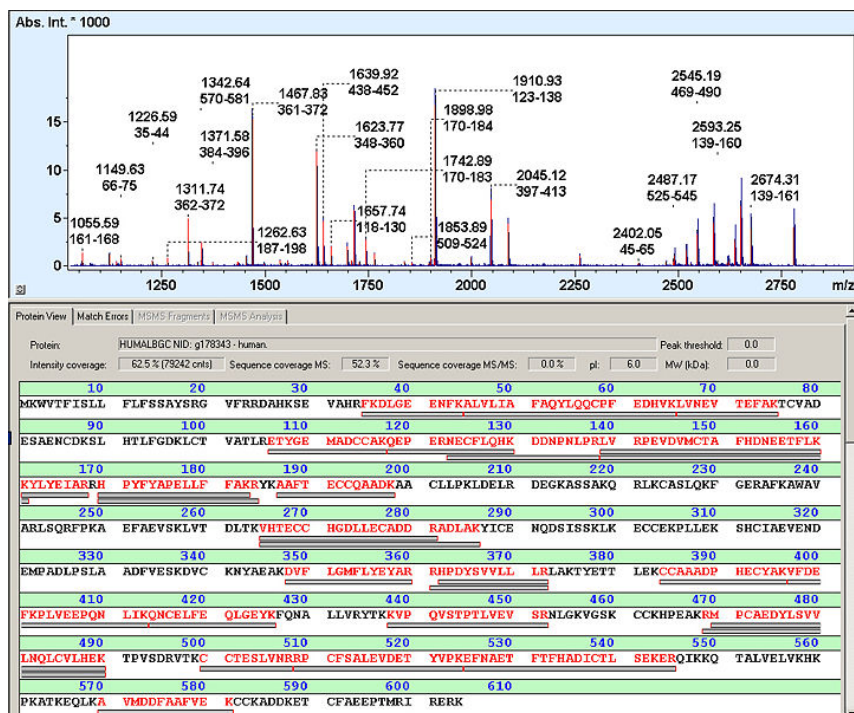 Abs. Int. * 1000
1639.92
438-452
1342.64
570-581
1467.83
361-372
1910.93
123-138
2545.19
469-490
1226.59
35-44
1623.77
348-360
1898.98
170-184
2593.25
139-160
1371.58
384-396
1149.63
66-75
1742.89
170-183
2045.12
397-413
2487.17
525-545
2674.31
139-161
1311.74
362-372
1055.59
161-168
1262.63
187-198
1657.74
118-130
1853.89
509-524
2402.05
45-65
15
10
5
0
1250 1500 1750 2000 2250 2500 2750 m/z
Protein View Match Errors MSMS Fragments MSMS Analysis
Protein: HUMALBGC NID: g178343 - human. Peak threshold: 0.0
Intensity coverage: 62.5 % (79242 cnts) Sequence coverage MS: 52.3 % Sequence coverage MS/MS: 0.0 % pI: 6.0 MW (kDa): 0.0
10 20 30 40 50 60 70 80
MKWVTFISLL FLFSSAYSRG VFRRDAHKSE VAHRFKDLGE ENFKALVLIA FAQYLQQCPF EDHVKLVNEV TEFAKTCVAD
90 100 110 120 130 140 150 160
ESAENCDKSL HTLFGDKLCT VATLRETYGE MADCCAKQEP ERNECFLQHK DDNPNLPRLV RPEVDVMCTA FHDNEETFLK
170 180 190 200 210 220 230 240
KYLYEIARRH PYFYAPELLF FAKRYKAAFT ECCQAADKAA CLLPKLDELR DEGKASSAKQ RLKCASLQKF GERAFKAWAV
250 260 270 280 290 300 310 320
ARLSQRFPKA EFAEVSKLVT DLTKVHTECC HGDLLECADD RADLAKYICE NQDSISSKLK ECCEKPLLEK SHCIAEVEND
330 340 350 360 370 380 390 400
EMPADLPSLA ADFVESKDVC KNYAEAKDVF LGMFLYEYAR RHPDYSVVLL LRLAKTYETT LEKCCAAADP HECYAKVFDE
410 420 430 440 450 460 470 480
FKPLVEEPQN LIKQNCELFE QLGEYKFQNA LLVRYTKKVP QVSTPTLVEV SRNLGKVGSK CCKHPEAKRM PCAEDYLSVV
490 500 510 520 530 540 550 560
LNQLCVLHEK TPVSDRVTKC CTESLVNRRP CFSALEVDET YVPKEFNAET FTFHADICTL SEKERQIKKQ TALVELVKHK
570 580 590 600 610
PKATKEQLKA VMDDFAAFVE KCCKADDKET CFAEEPTMRI RERK